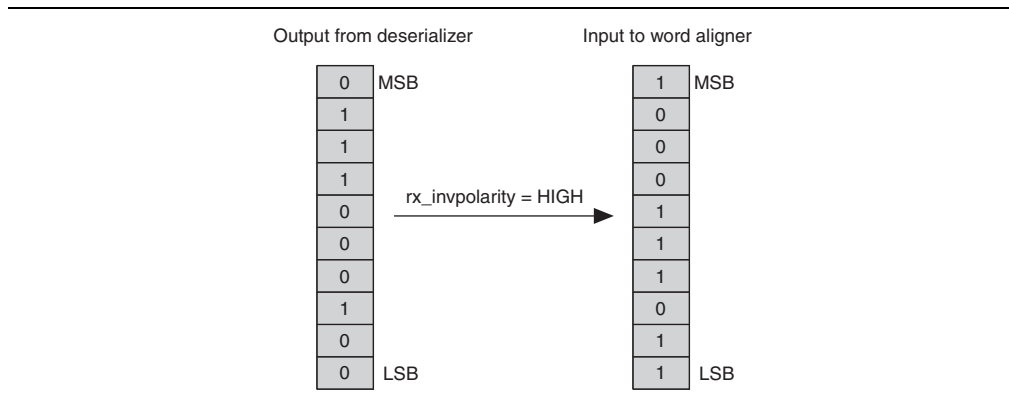 Output from deserializer Input to word aligner
0 MSB 1 MSB
1 0
1 0
1 0
rx_invpolarity = HIGH
0 1
0 1
0 1
1 0
0 1
0 LSB 1 LSB